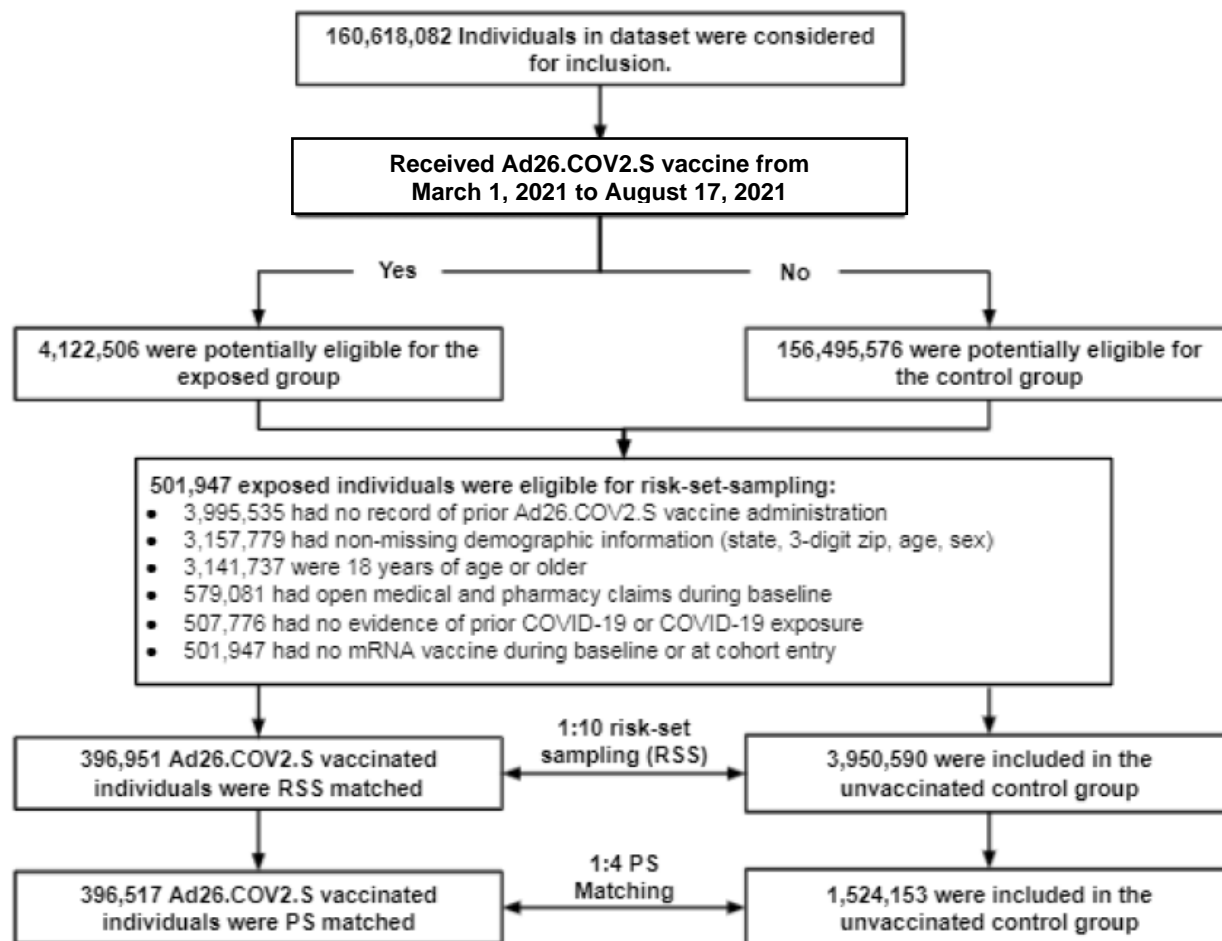 160,618,082 Individuals in dataset were considered
for inclusion.
Received Ad26.COV2.S vaccine from
March 1, 2021 to August 17, 2021
Yes
No
4,122,506 were potentially eligible for the
exposed group
156,495,576 were potentially eligible for
the control group
501,947 exposed individuals were eligible for risk-set-sampling:
• 3,995,535 had no record of prior Ad26.COV2.S vaccine administration
• 3,157,779 had non-missing demographic information (state, 3-digit zip, age, sex)
• 3,141,737 were 18 years of age or older
• 579,081 had open medical and pharmacy claims during baseline
• 507,776 had no evidence of prior COVID-19 or COVID-19 exposure
• 501,947 had no mRNA vaccine during baseline or at cohort entry
396,951 Ad26.COV2.S vaccinated
individuals were RSS matched
1:10 risk-set
sampling (RSS)
3,950,590 were included in the
unvaccinated control group
396,517 Ad26.COV2.S vaccinated
individuals were PS matched
1:4 PS
Matching
1,524,153 were included in the
unvaccinated control group